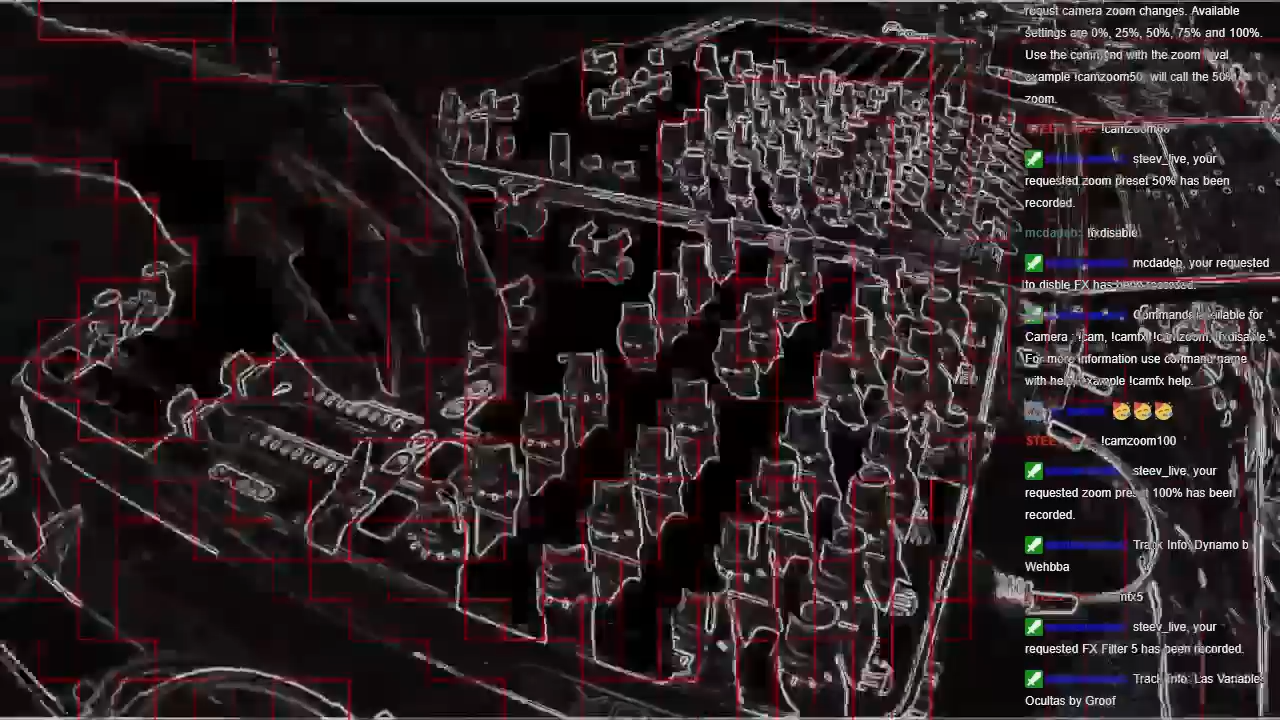 requst camera zoom changes. Available
settings are 0%, 25%, 50%, 75% and 100%.
Use the command with the zoom lval
example !camzoom50, will call the 50%
zoom.
!camzoom50
steev_live, your
requested zoom preset 50% has been
recorded.
mcdadeb: !fxdisable
mcdadeb, your requested
to disble FX has been recorded.
Commands available for
Camera : !cam, !camfx, !camzoom, !fxdisable.
For more information use command name
with help, example !camfx help.
!camzoom100
steev_live, your
requested zoom preset 100% has been
recorded.
Track Info: Dynamo b
Wehbba
steev_live, your
requested FX Filter 5 has been recorded.
Track Info: Las Variables
Ocultas by Groof